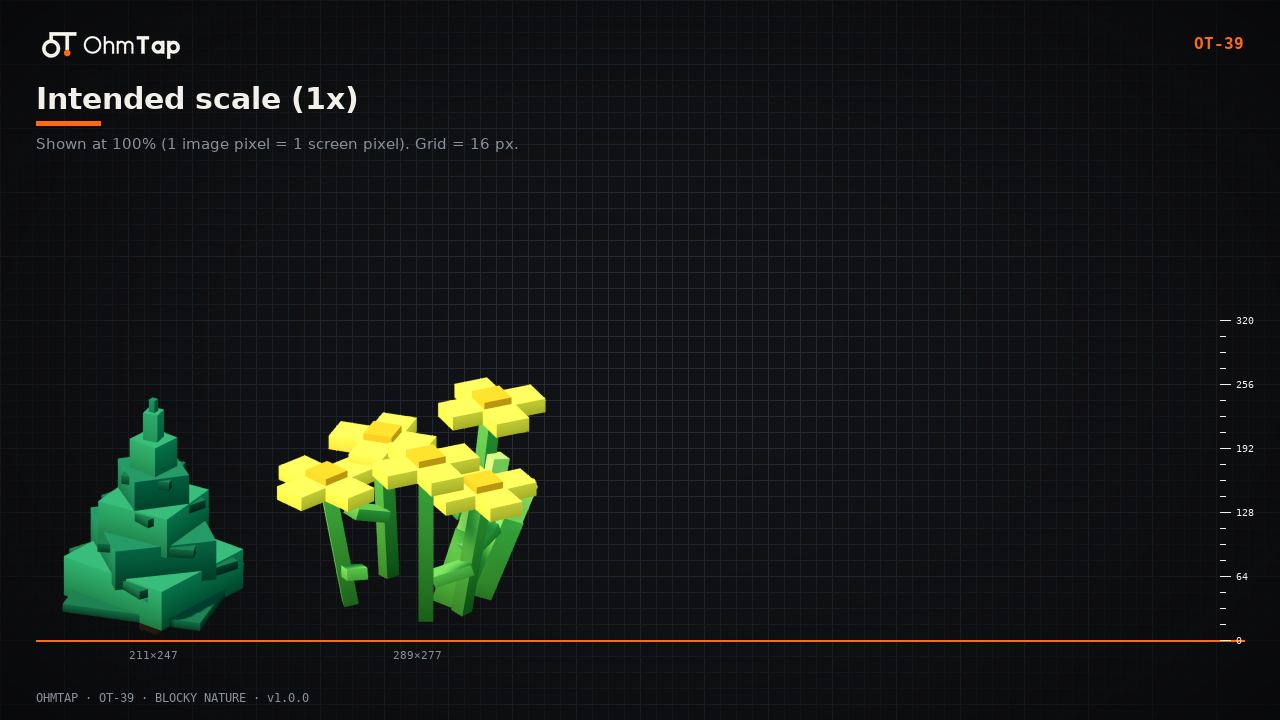 OhmTap
OT-39
Intended scale (1x)
Shown at 100% (1 image pixel = 1 screen pixel). Grid = 16 px.
320
256
192
128
64
0
211×247
289×277
OHMTAP · OT-39 · BLOCKY NATURE · v1.0.0